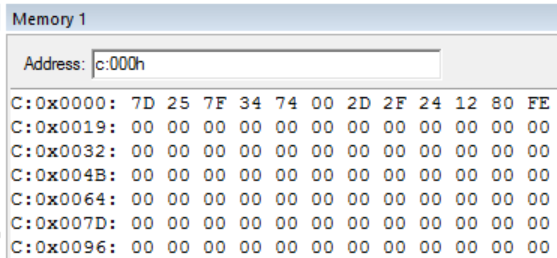 Memory 1
Address: c:000h
C:0x0000: 7D 25 7F 34 74 00 2D 2F 24 12 80 FE
C:0x0019: 00 00 00 00 00 00 00 00 00 00 00 00
C:0x0032: 00 00 00 00 00 00 00 00 00 00 00 00
C:0x004B: 00 00 00 00 00 00 00 00 00 00 00 00
C:0x0064: 00 00 00 00 00 00 00 00 00 00 00 00
C:0x007D: 00 00 00 00 00 00 00 00 00 00 00 00
C:0x0096: 00 00 00 00 00 00 00 00 00 00 00 00